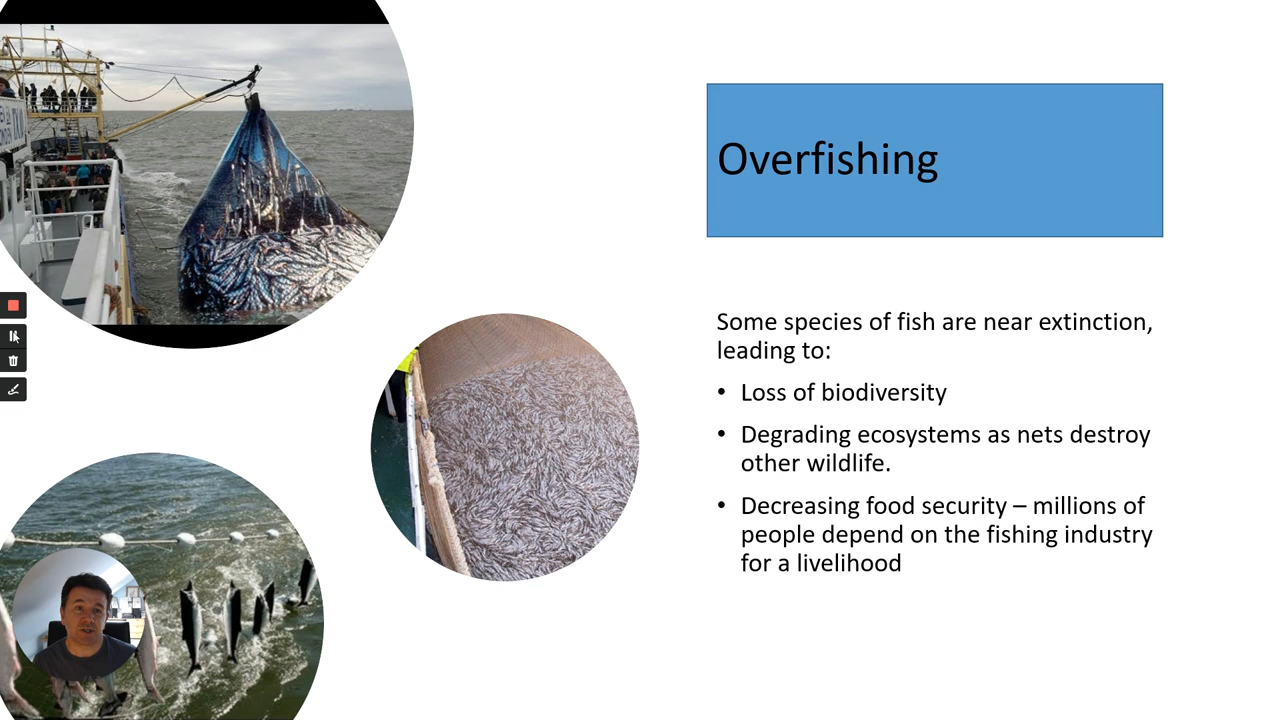 Overfishing
Some species of fish are near extinction,
leading to:
• Loss of biodiversity
• Degrading ecosystems as nets destroy
other wildlife.
• Decreasing food security – millions of
people depend on the fishing industry
for a livelihood